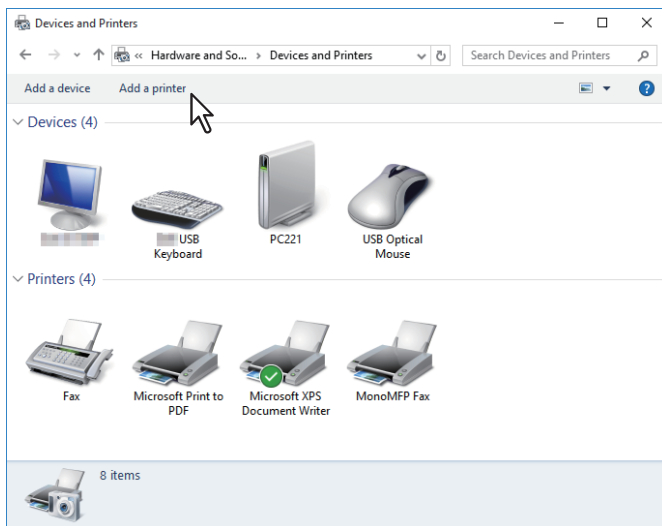 Devices and Printers
« Hardware and So... > Devices and Printers
Search Devices and Printers
Add a device Add a printer
Devices (4)
USB
Keyboard
PC221
USB Optical
Mouse
Printers (4)
Fax
Microsoft Print to
PDF
Microsoft XPS
Document Writer
MonoMFP Fax
8 items